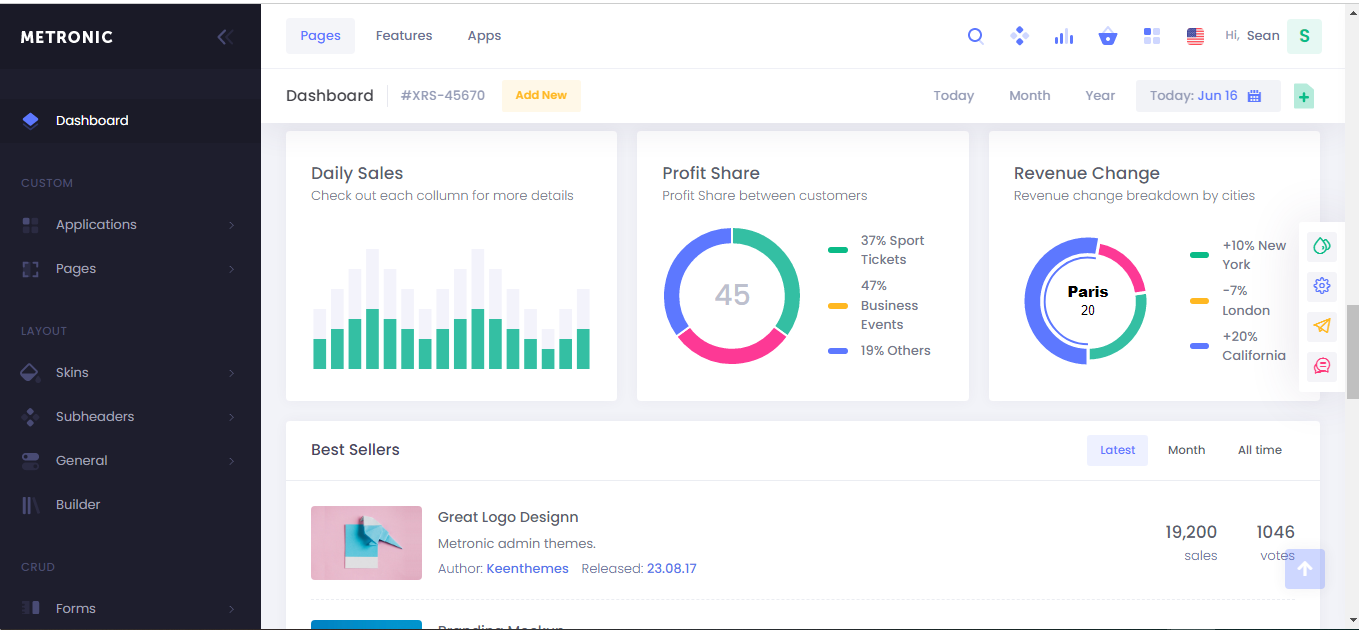 METRONIC
Pages Features Apps
Hi, Sean S
Dashboard
CUSTOM
Applications
Pages
LAYOUT
Skins
Subheaders
General
Builder
CRUD
Forms
Dashboard #XRS-45670 Add New
Today Month Year Today: Jun 16
Daily Sales
Check out each collumn for more details
Profit Share
Profit Share between customers
45
37% Sport
Tickets
47%
Business
Events
19% Others
Revenue Change
Revenue change breakdown by cities
Paris
20
+10% New
York
-7%
London
+20%
California
Best Sellers
Latest Month All time
Great Logo Designn
Metronic admin themes.
Author: Keenthemes Released: 23.08.17
19,200 1046
sales votes
Branding Mockup